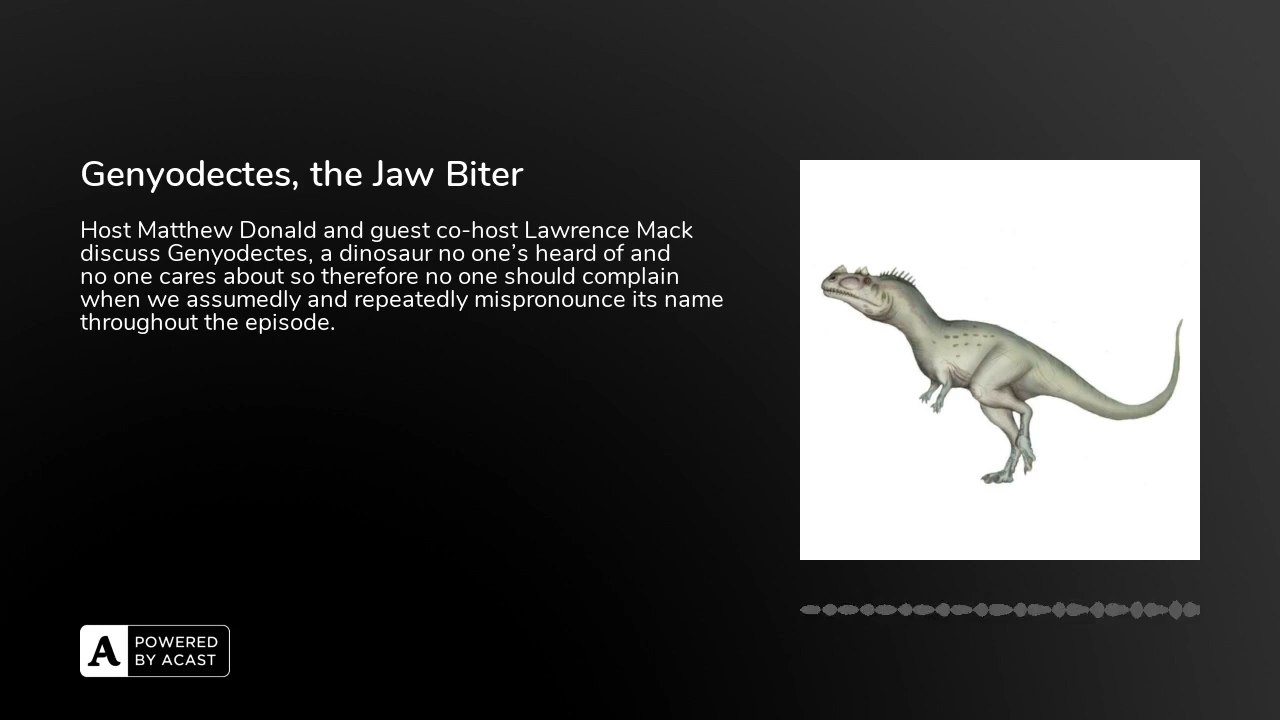 Genyodectes, the Jaw Biter
Host Matthew Donald and guest co-host Lawrence Mack
discuss Genyodectes, a dinosaur no one’s heard of and
no one cares about so therefore no one should complain
when we assumedly and repeatedly mispronounce its name
throughout the episode.
A
POWERED
BY ACAST